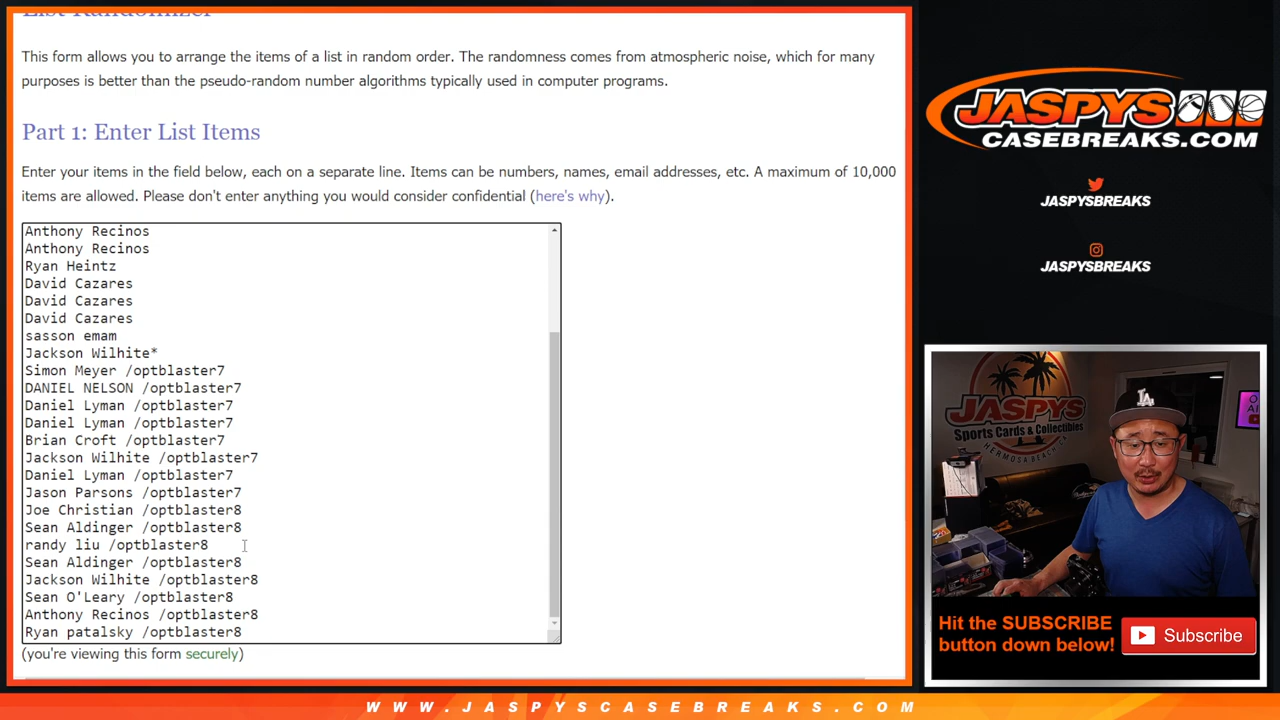 List Randomizer
This form allows you to arrange the items of a list in random order. The randomness comes from atmospheric noise, which for many
purposes is better than the pseudo-random number algorithms typically used in computer programs.
Part 1: Enter List Items
Enter your items in the field below, each on a separate line. Items can be numbers, names, email addresses, etc. A maximum of 10,000
items are allowed. Please don't enter anything you would consider confidential (here's why).
Anthony Recinos
Anthony Recinos
Ryan Heintz
David Cazares
David Cazares
David Cazares
sasson emam
Jackson Wilhite*
Simon Meyer /optblaster7
DANIEL NELSON /optblaster7
Daniel Lyman /optblaster7
Daniel Lyman /optblaster7
Brian Croft /optblaster7
Jackson Wilhite /optblaster7
Daniel Lyman /optblaster7
Jason Parsons /optblaster7
Joe Christian /optblaster8
Sean Aldinger /optblaster8
randy liu /optblaster8
Sean Aldinger /optblaster8
Jackson Wilhite /optblaster8
Sean O'Leary /optblaster8
Anthony Recinos /optblaster8
Ryan patalsky /optblaster8
(you're viewing this form securely)
JASPYS
CASEBREAKS.COM
JASPYSBREAKS
JASPYSBREAKS
JASPYS
Sports Cards & Collectibles
HERMOSA BEACH, CA
LA
Hit the SUBSCRIBE
button down below!
Subscribe
WWW.JASPYSCASEBREAKS.COM